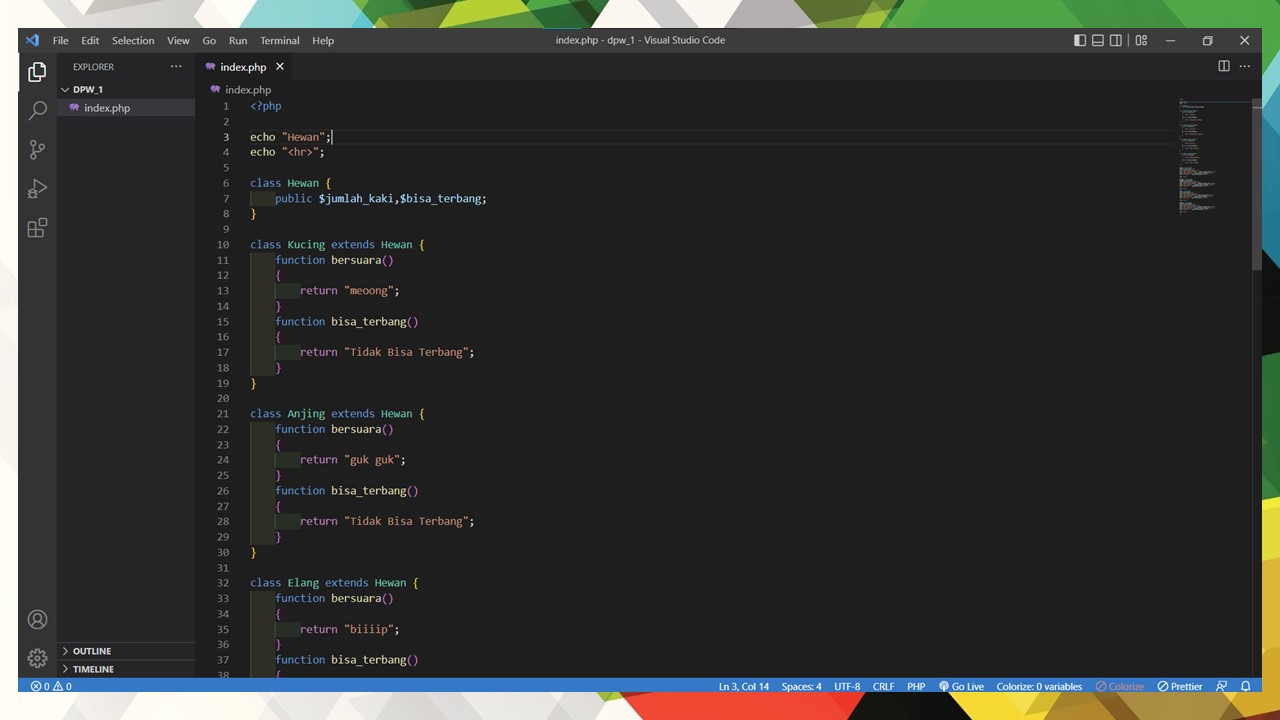 File Edit Selection View Go Run Terminal Help
index.php - dpw_1 - Visual Studio Code
EXPLORER
DPW_1
index.php
OUTLINE
TIMELINE
index.php
index.php
1 <?php
2
3 echo "Hewan";
4 echo "<hr>";
5
6 class Hewan {
7 public $jumlah_kaki,$bisa_terbang;
8 }
9
10 class Kucing extends Hewan {
11 function bersuara()
12 {
13 return "meoong";
14 }
15 function bisa_terbang()
16 {
17 return "Tidak Bisa Terbang";
18 }
19 }
20
21 class Anjing extends Hewan {
22 function bersuara()
23 {
24 return "guk guk";
25 }
26 function bisa_terbang()
27 {
28 return "Tidak Bisa Terbang";
29 }
30 }
31
32 class Elang extends Hewan {
33 function bersuara()
34 {
35 return "biiiip";
36 }
37 function bisa_terbang()
38 {
0 0
Ln 3, Col 14 Spaces: 4 UTF-8 CRLF PHP Go Live Colorize: 0 variables Colorize Prettier